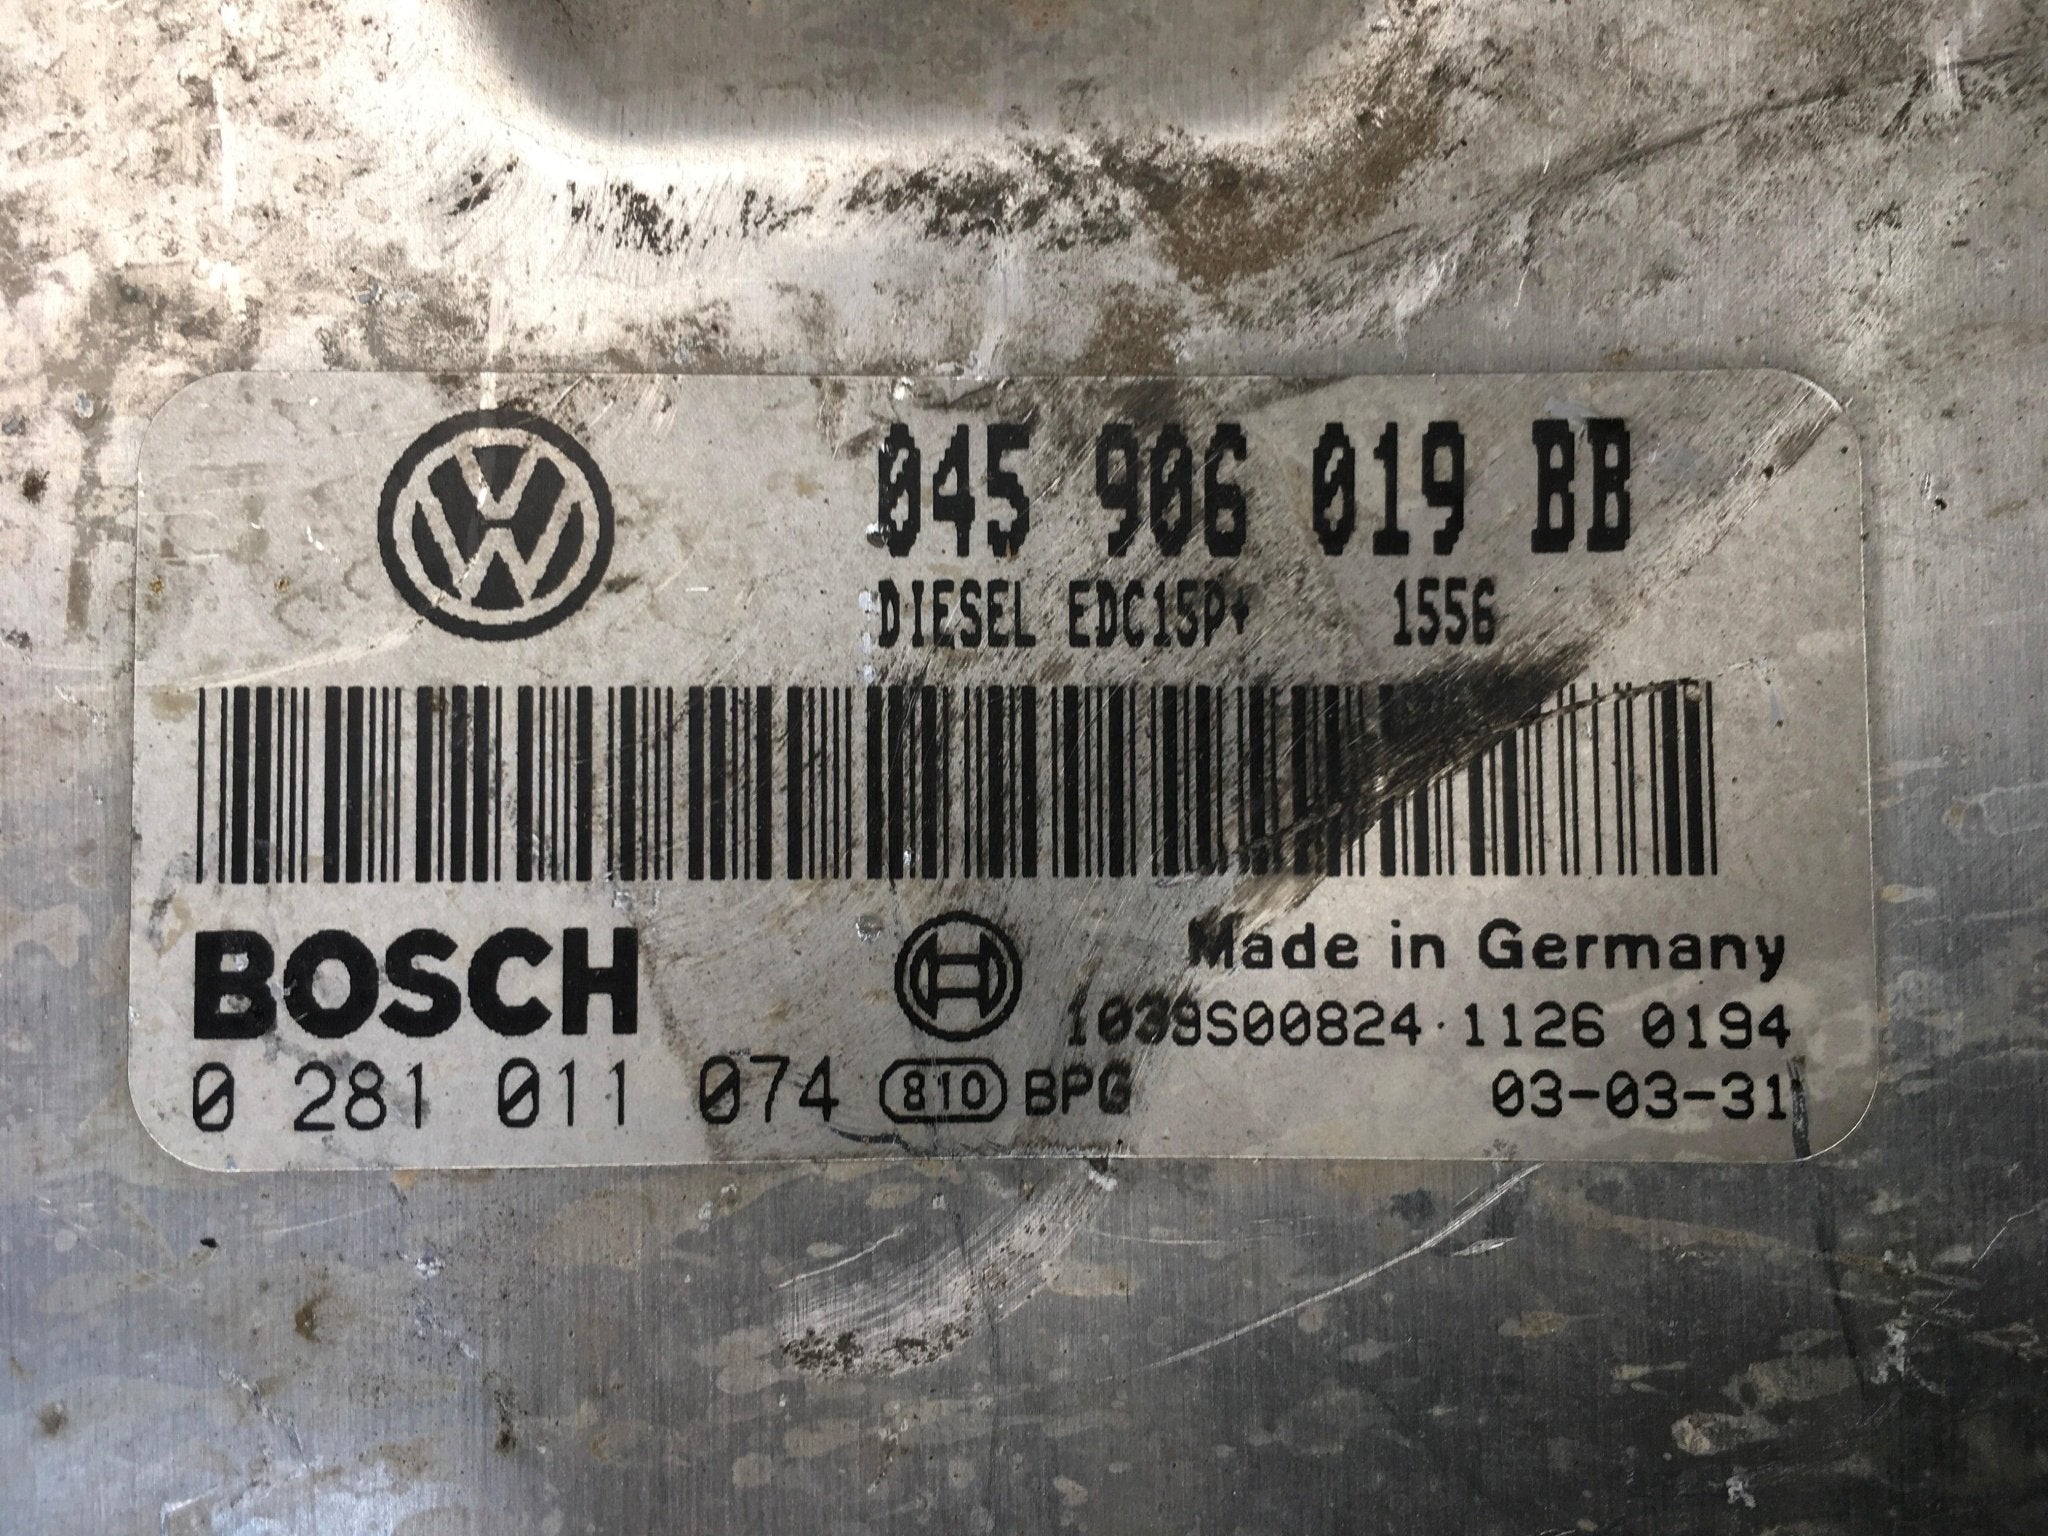 045 906 019 BB
DIESEL EDC15P+ 1556
BOSCH
Made in Germany
1039S00824·1126 0194
0 281 011 074 810 BPG
03-03-31